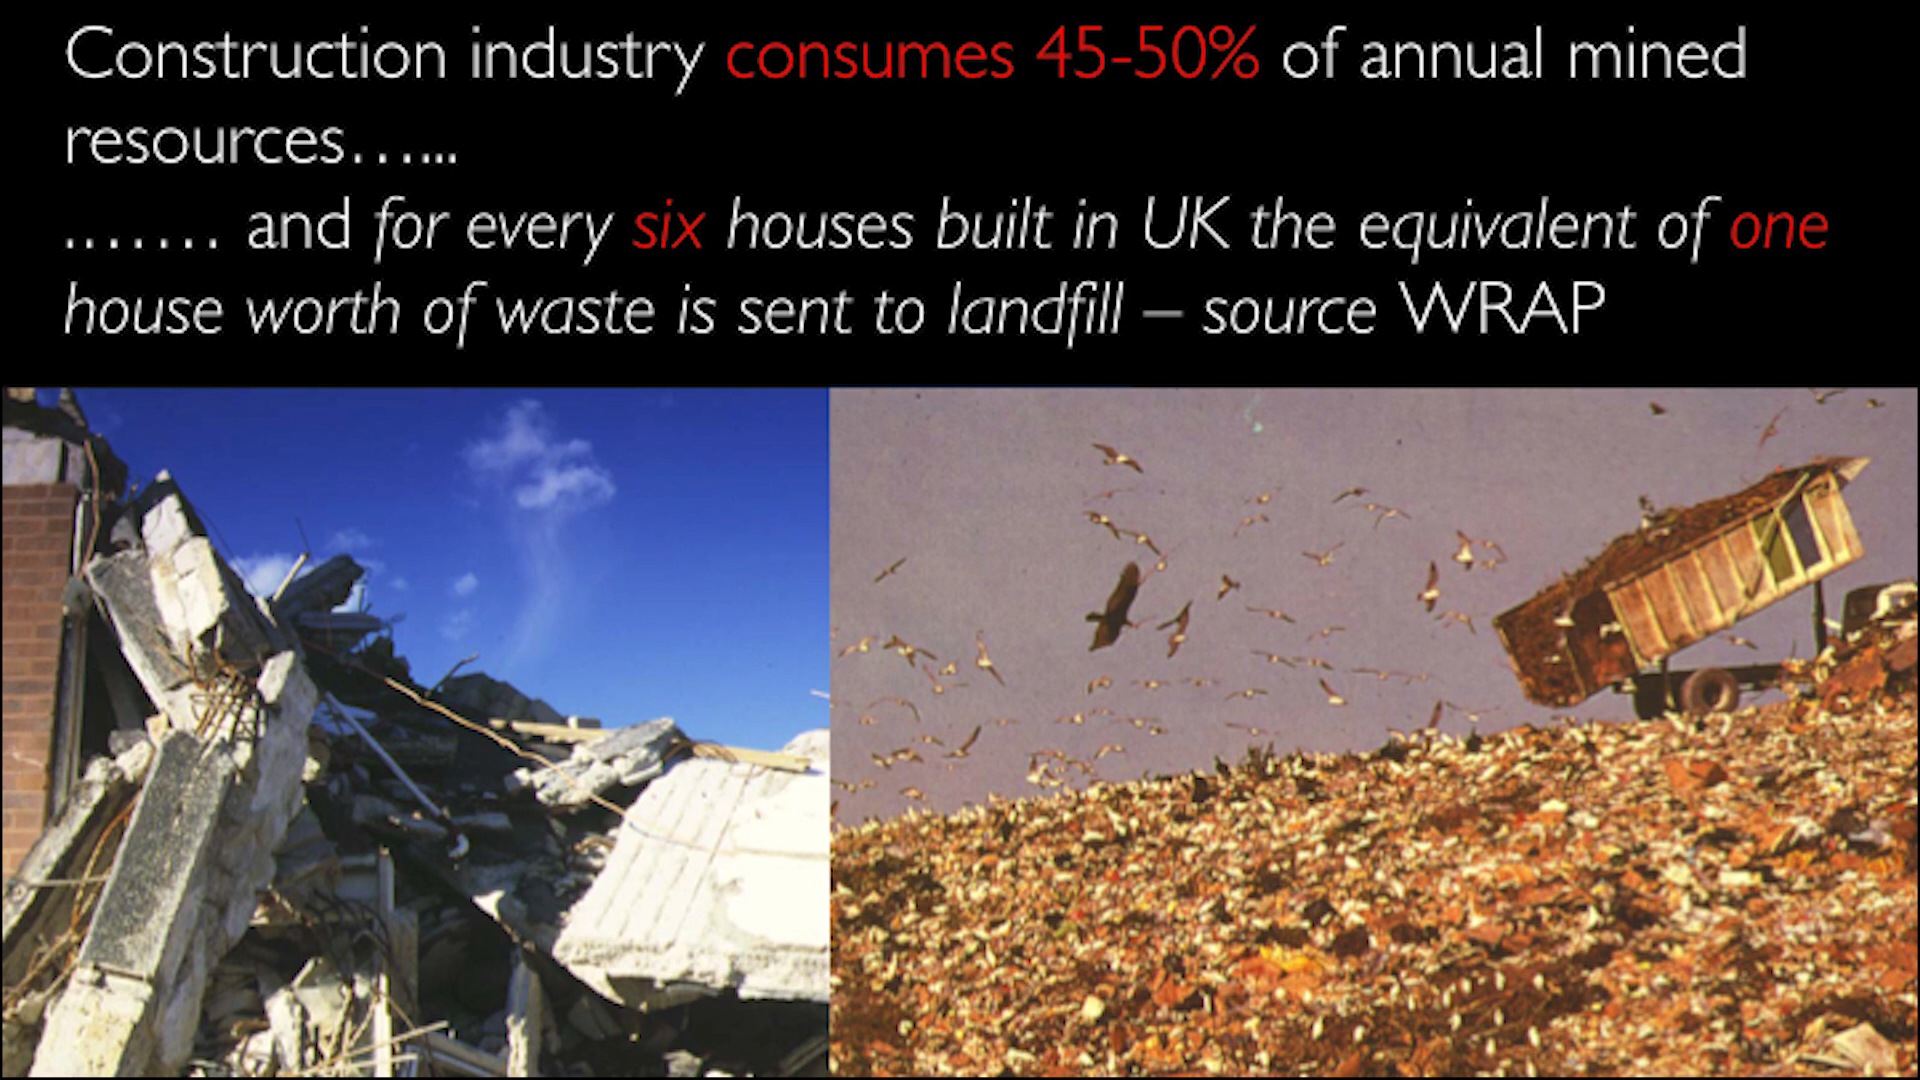 Construction industry consumes 45-50% of annual mined
resources…...
.…… and for every six houses built in UK the equivalent of one
house worth of waste is sent to landfill – source WRAP